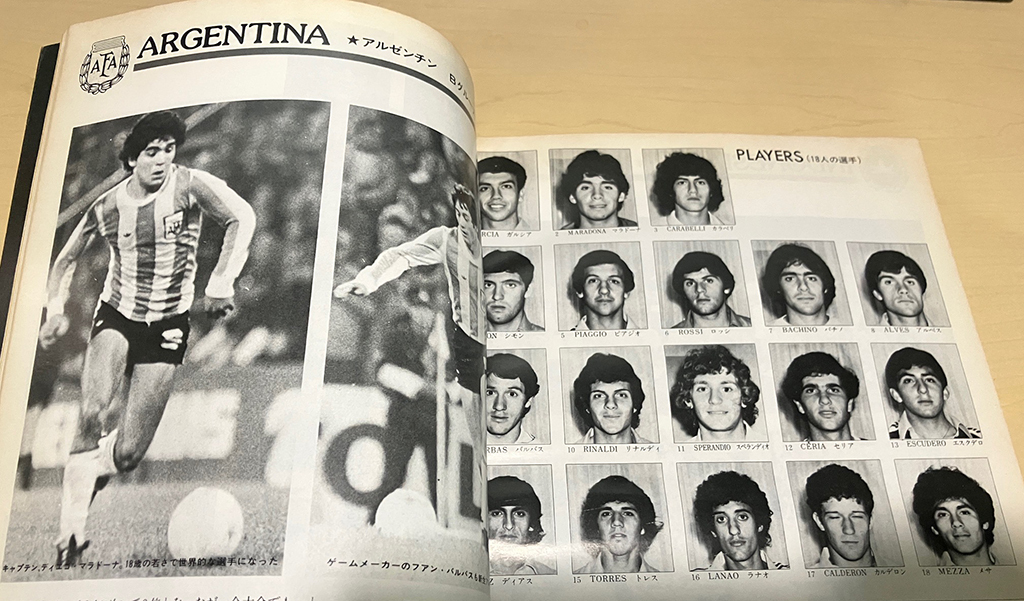 AFA
ARGENTINA ★アルゼンチン Bグルー
AFA
キャプテン,ディエゴ・マラドーナ。18歳の若さで世界的な選手になった
ゲームメーカーのファン・バルバスも
PLAYERS(18人の選手)
RCIA ガルシア
2 MARADONA マラドーナ
3 CARABELLI カラベリ
ON シモン
5 PIAGGIO ピアジオ
6 ROSSI ロッシ
7 BACHINO バチノ
8 ALVES アルベス
RBAS バルバス
10 RINALDI リナルディ
11 SPERANDIO スペランディオ
12 CERIA セリア
13 ESCUDERO エスクデロ
Z ディアス
15 TORRES トレス
16 LANAO ラナオ
17 CALDERON カルデロン
18 MEZZA メサ